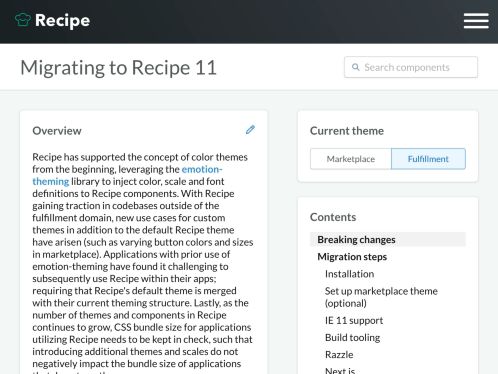 Recipe
Migrating to Recipe 11
Search components
Overview
Recipe has supported the concept of color themes
from the beginning, leveraging the emotion-
theming library to inject color, scale and font
definitions to Recipe components. With Recipe
gaining traction in codebases outside of the
fulfillment domain, new use cases for custom
themes in addition to the default Recipe theme
have arisen (such as varying button colors and sizes
in marketplace). Applications with prior use of
emotion-theming have found it challenging to
subsequently use Recipe within their apps;
requiring that Recipe's default theme is merged
with their current theming structure. Lastly, as the
number of themes and components in Recipe
continues to grow, CSS bundle size for applications
utilizing Recipe needs to be kept in check, such that
introducing additional themes and scales do not
negatively impact the bundle size of applications
Current theme
Marketplace
Fulfillment
Contents
Breaking changes
Migration steps
Installation
Set up marketplace theme
(optional)
IE 11 support
Build tooling
Razzle
Next.js